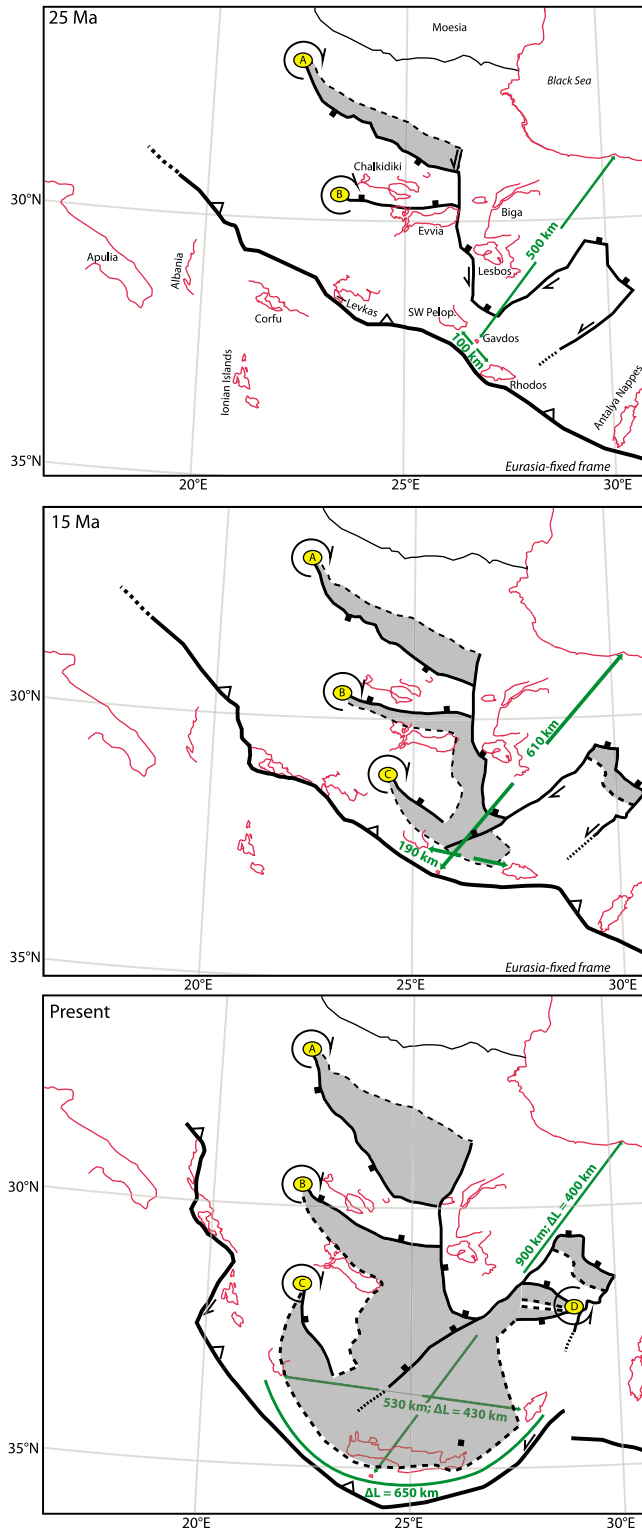 25 Ma
Moesia
Black Sea
A
Chalkidiki
B
30°N
Biga
Evvia
500 km
Apulia
Albania
Lesbos
Levkas
SW Pelop.
Corfu
Gavdos
100 km
Rhodos
Ionian Islands
Antalya Nappes
35°N
Eurasia-fixed frame
20°E
25°E
30°E
15 Ma
A
B
30°N
610 km
C
190 km
35°N
Eurasia-fixed frame
20°E
25°E
30°E
Present
A
B
30°N
900 km; ΔL = 400 km
C
D
530 km; ΔL = 430 km
35°N
ΔL = 650 km
20°E
25°E
30°E